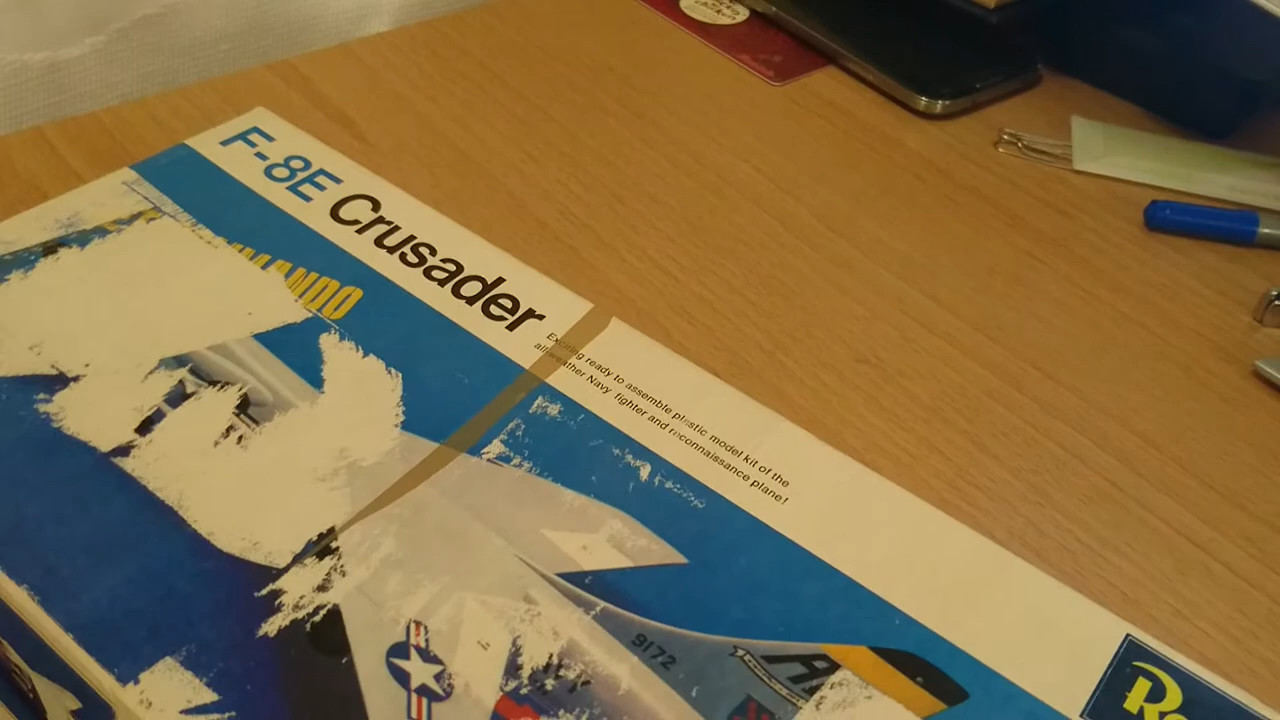 F-8E Crusader
Exciting ready to assemble plastic model kit of the
all-weather Navy fighter and reconnaissance plane!
9172